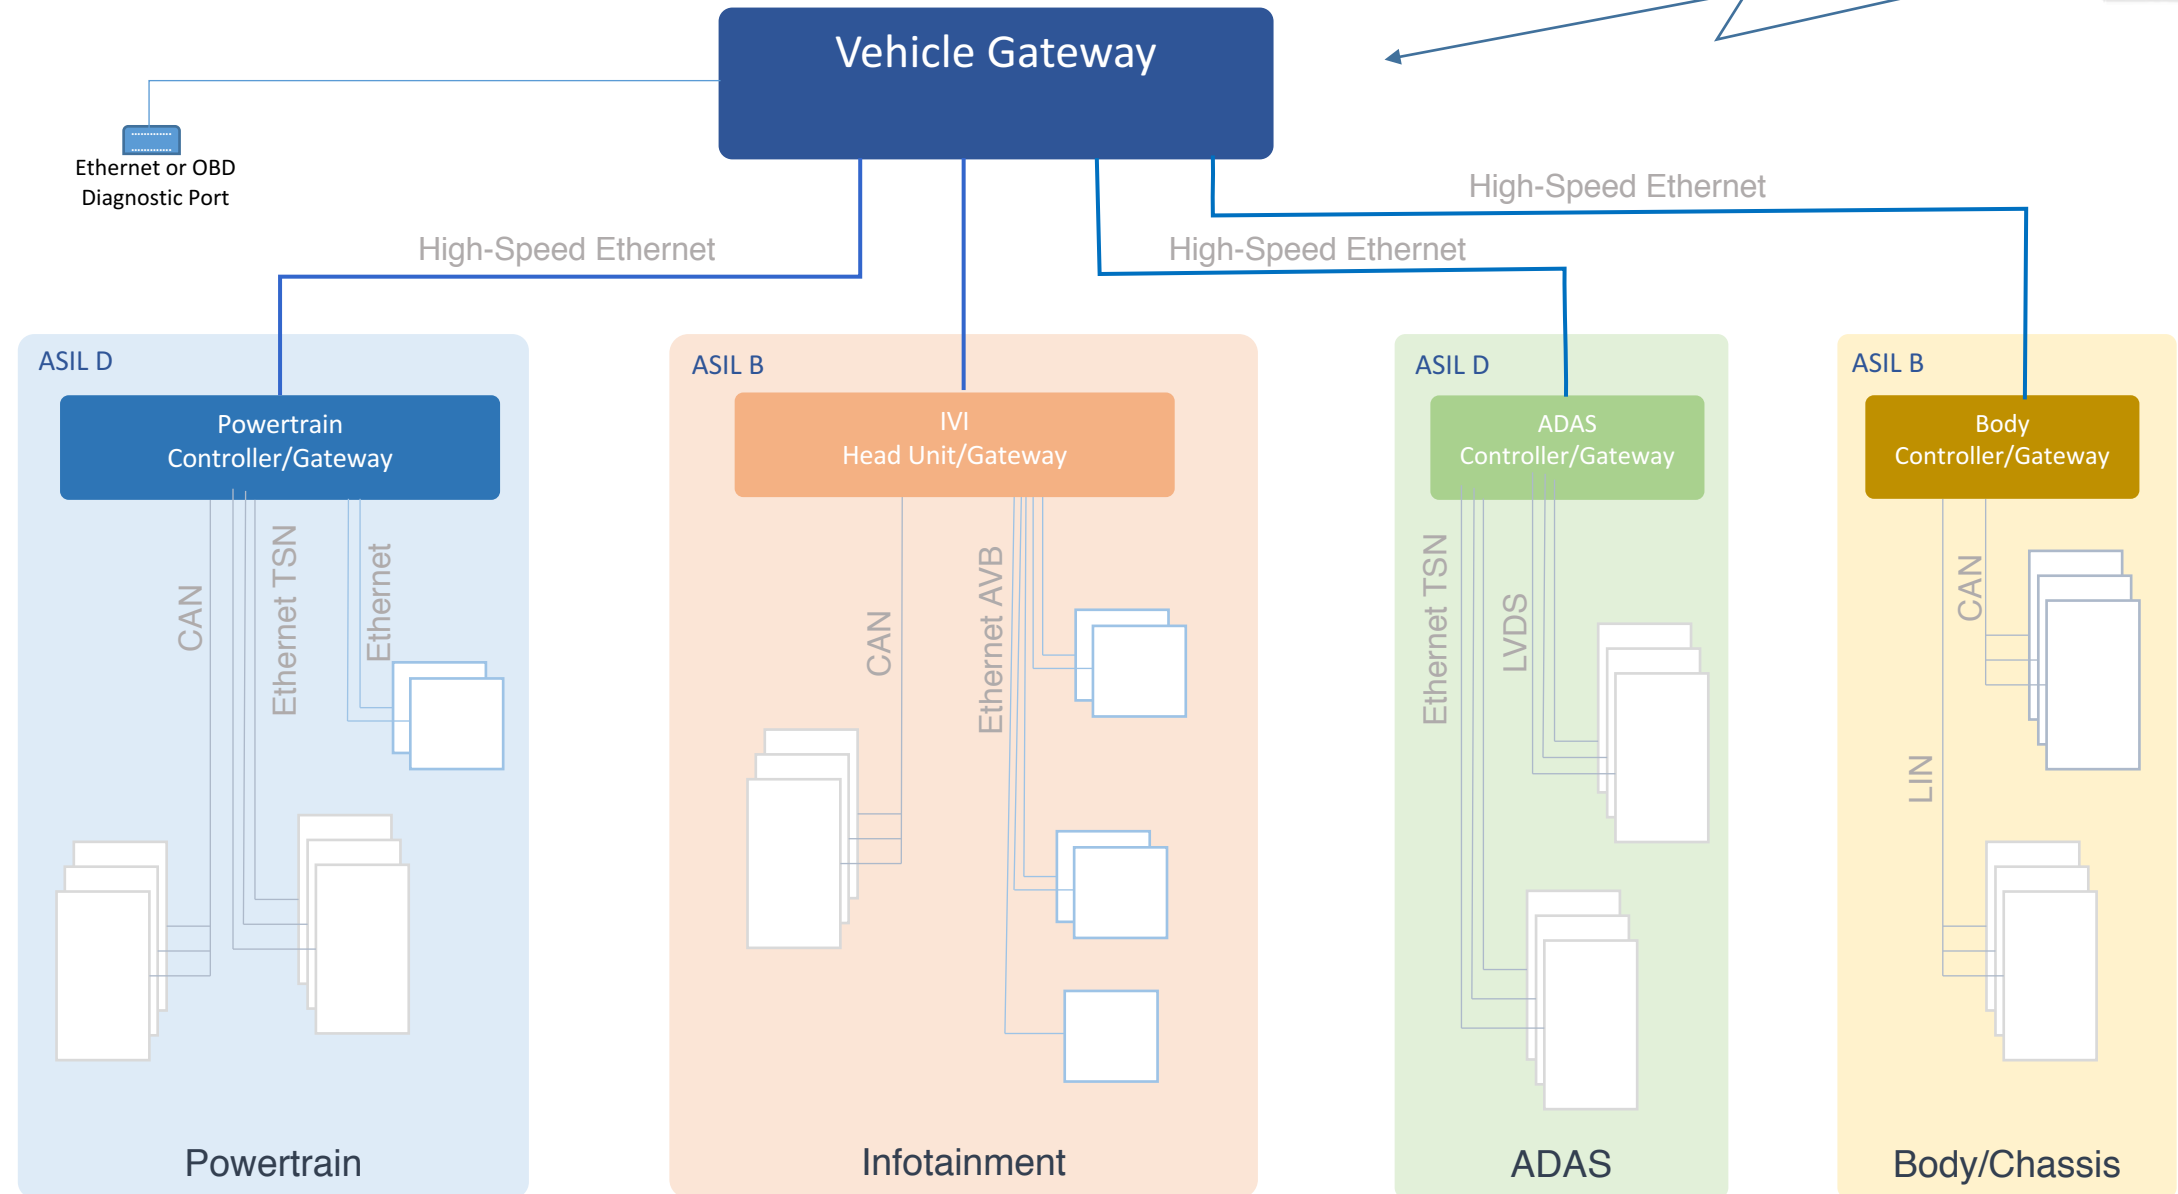 Vehicle Gateway
Ethernet or OBD
Diagnostic Port
High-Speed Ethernet
High-Speed Ethernet
High-Speed Ethernet
ASIL D
Powertrain
Controller/Gateway
CAN
Ethernet TSN
Ethernet
Powertrain
ASIL B
IVI
Head Unit/Gateway
CAN
Ethernet AVB
Infotainment
ASIL D
ADAS
Controller/Gateway
Ethernet TSN
LVDS
ADAS
ASIL B
Body
Controller/Gateway
CAN
LIN
Body/Chassis